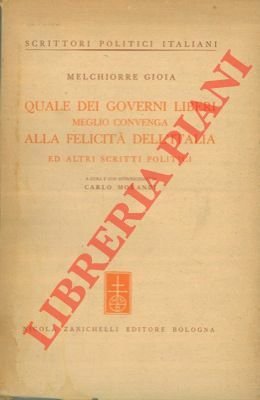 SCRITTORI POLITICI ITALIANI
MELCHIORRE GIOIA
QUALE DEI GOVERNI LIBERI
MEGLIO CONVENGA
ALLA FELICITÀ DELL'ITALIA
ED ALTRI SCRITTI POLITICI
A CURA E CON INTRODUZIONE
CARLO MORANDI
NICOLA ZANICHELLI EDITORE BOLOGNA
LIBRERIA PIANI